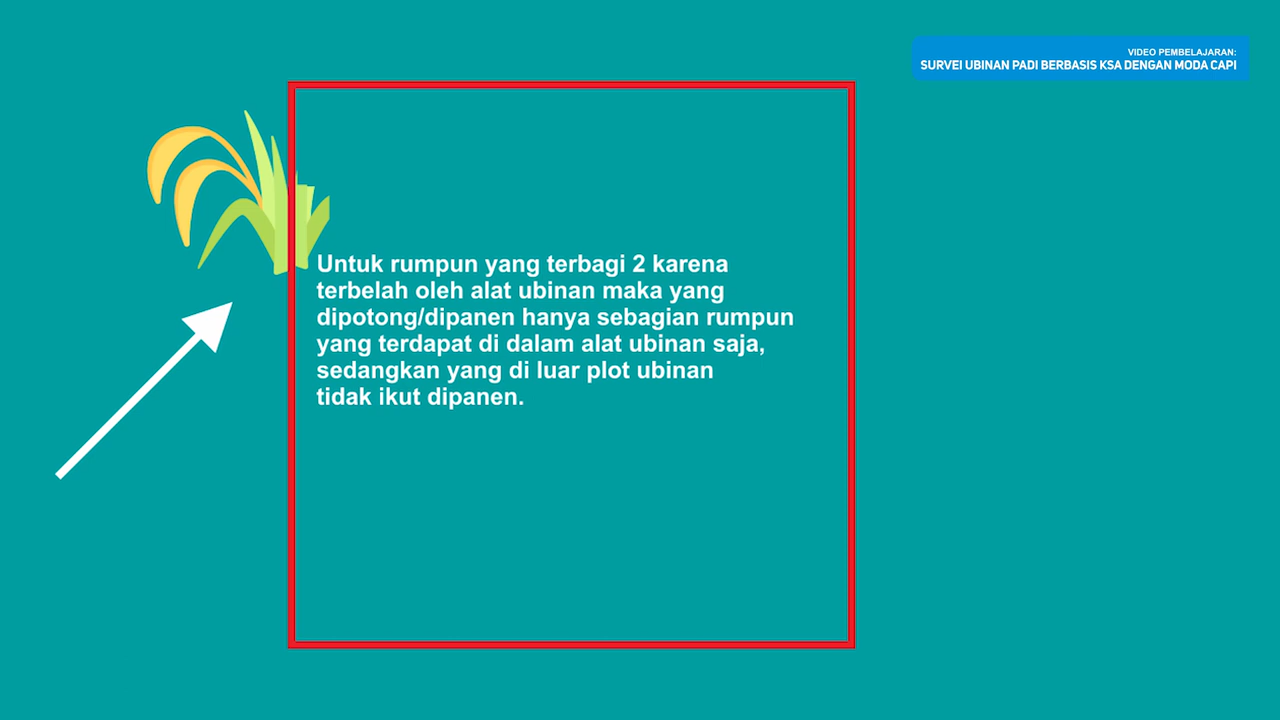 VIDEO PEMBELAJARAN:
SURVEI UBINAN PADI BERBASIS KSA DENGAN MODA CAPI
Untuk rumpun yang terbagi 2 karena
terbelah oleh alat ubinan maka yang
dipotong/dipanen hanya sebagian rumpun
yang terdapat di dalam alat ubinan saja,
sedangkan yang di luar plot ubinan
tidak ikut dipanen.